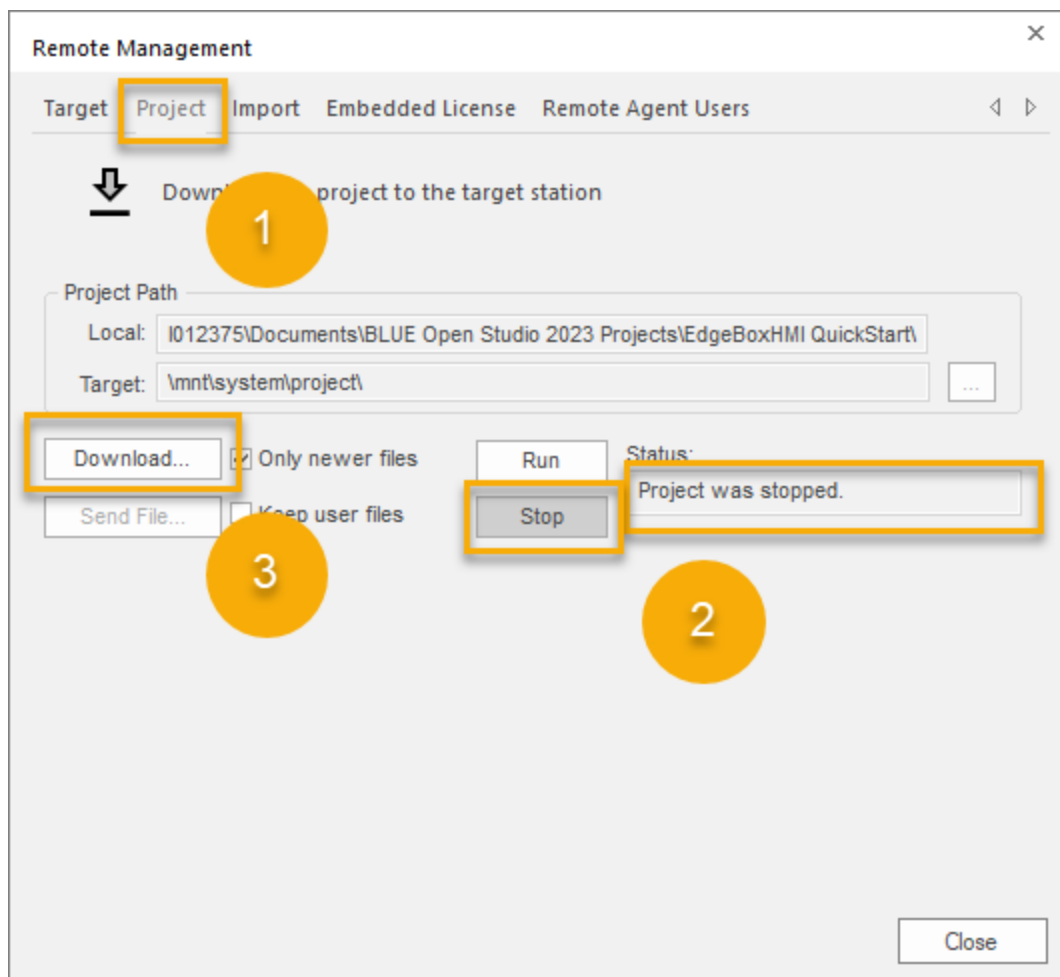 Remote Management
Target Project Import Embedded License Remote Agent Users
Down project to the target station
1
Project Path
Local: I012375\Documents\BLUE Open Studio 2023 Projects\EdgeBoxHMI QuickStart\
Target: \mnt\system\project\ ...
Download... Only newer files Run Status:
Project was stopped.
Send File... Keep user files Stop
3
2
Close